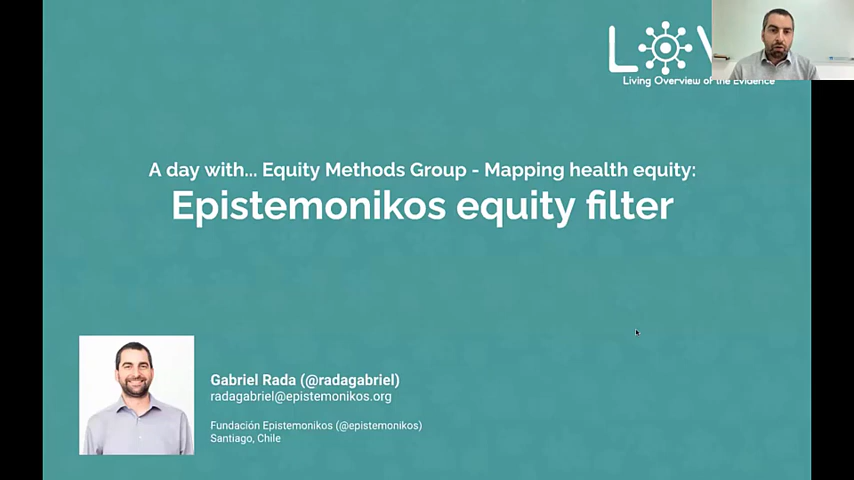 Living Overview of the Evidence
A day with... Equity Methods Group - Mapping health equity:
Epistemonikos equity filter
Gabriel Rada (@radagabriel)
radagabriel@epistemonikos.org
Fundación Epistemonikos (@epistemonikos)
Santiago, Chile